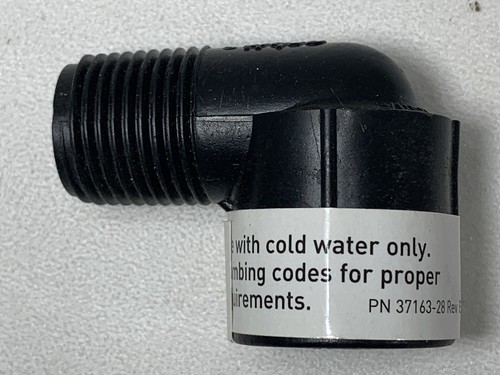 with cold water only.
mbing codes for proper
uirements. PN 37163-28 Rev